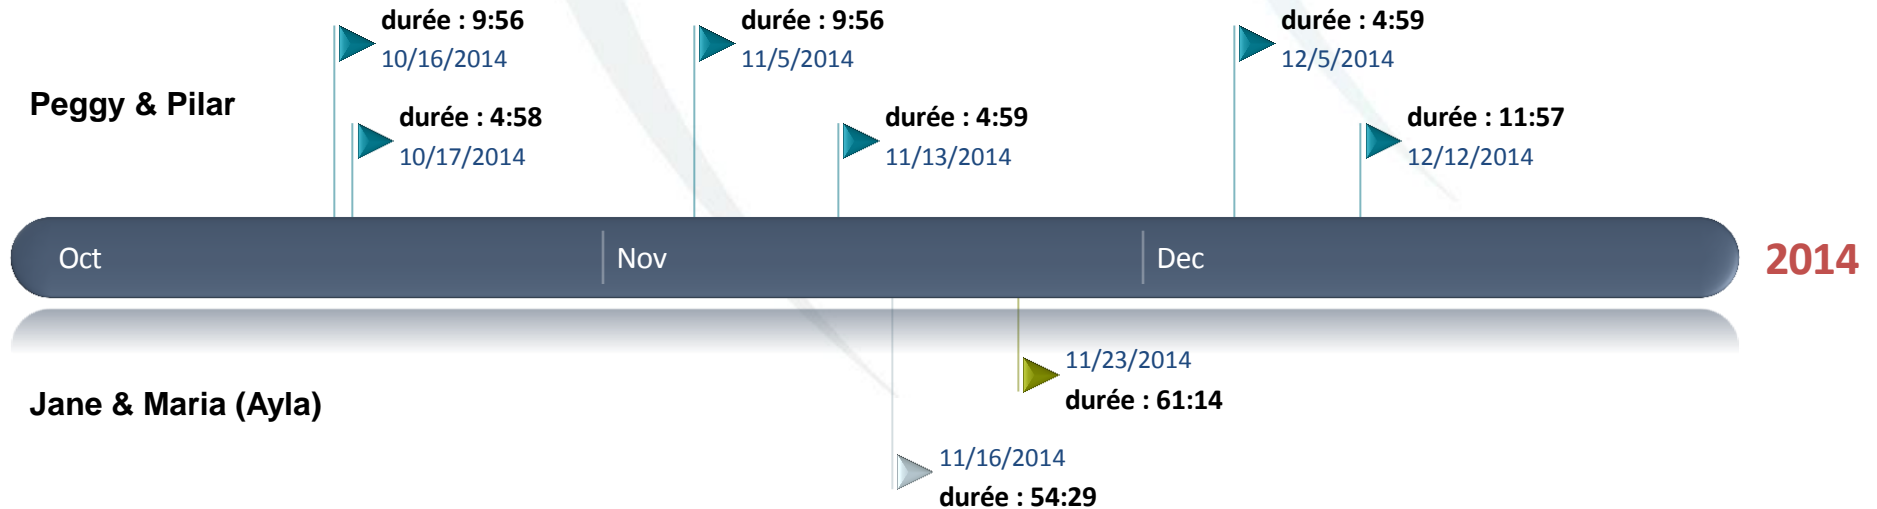 durée : 9:56
10/16/2014
durée : 9:56
11/5/2014
durée : 4:59
12/5/2014
Peggy & Pilar
durée : 4:58
10/17/2014
durée : 4:59
11/13/2014
durée : 11:57
12/12/2014
Oct
Nov
Dec
2014
11/23/2014
durée : 61:14
Jane & Maria (Ayla)
11/16/2014
durée : 54:29